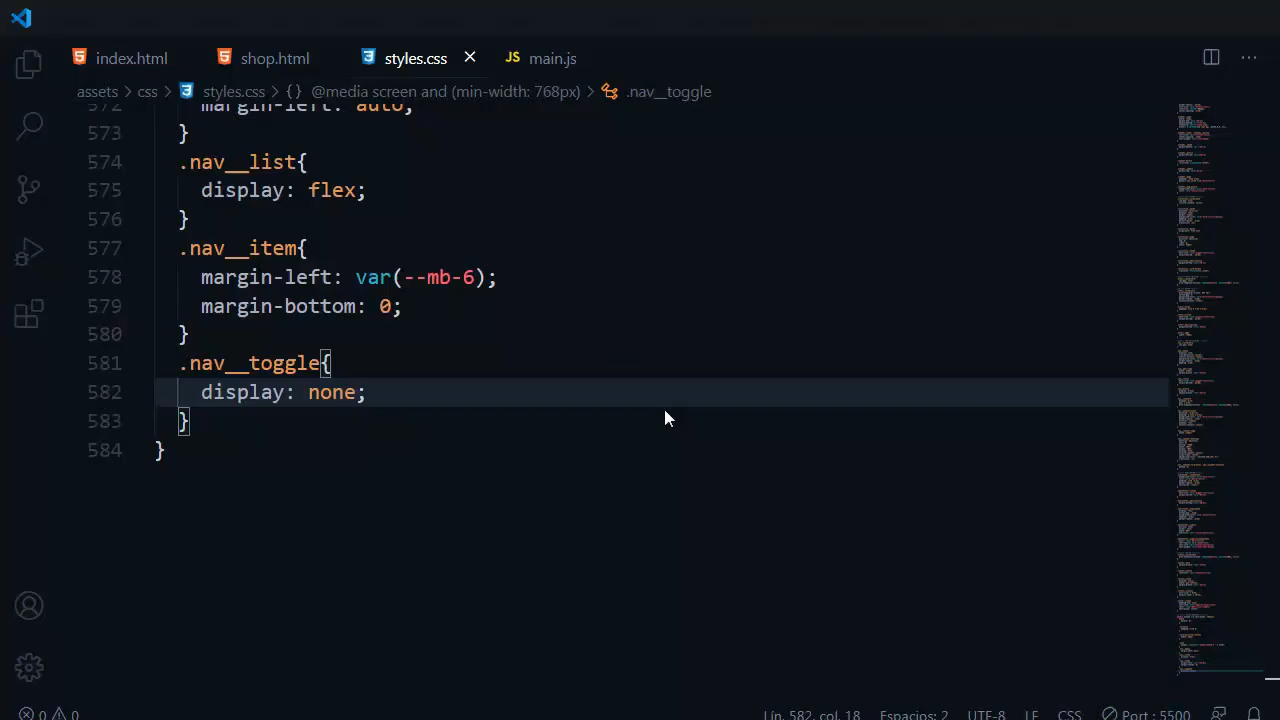 index.html shop.html styles.css × JS main.js ···
assets > css > styles.css > {} @media screen and (min-width: 768px) > .nav__toggle
572 margin-left: auto;
573 }
574 .nav__list{
575 display: flex;
576 }
577 .nav__item{
578 margin-left: var(--mb-6);
579 margin-bottom: 0;
580 }
581 .nav__toggle{
582 display: none;
583 }
584 }
0 0 Lín. 582, col. 18 Espacios: 2 UTF-8 LF CSS Port : 5500